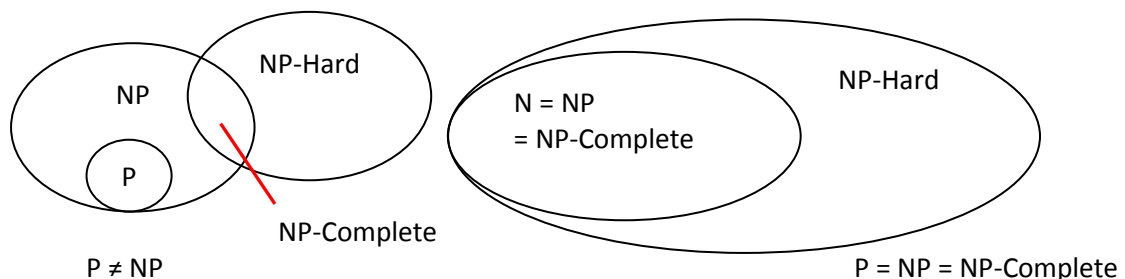 NP
P
NP-Hard
NP-Complete
P ≠ NP
N = NP
= NP-Complete
NP-Hard
P = NP = NP-Complete